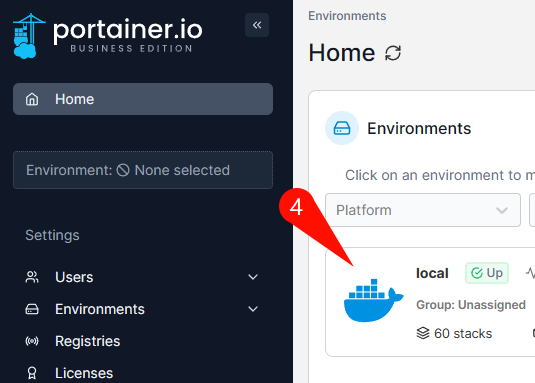 portainer.io
BUSINESS EDITION
Home
Environment: None selected
Settings
Users
Environments
Registries
Licenses
Environments
Home
Environments
Click on an environment to m
Platform
4
local
Up
Group: Unassigned
60 stacks